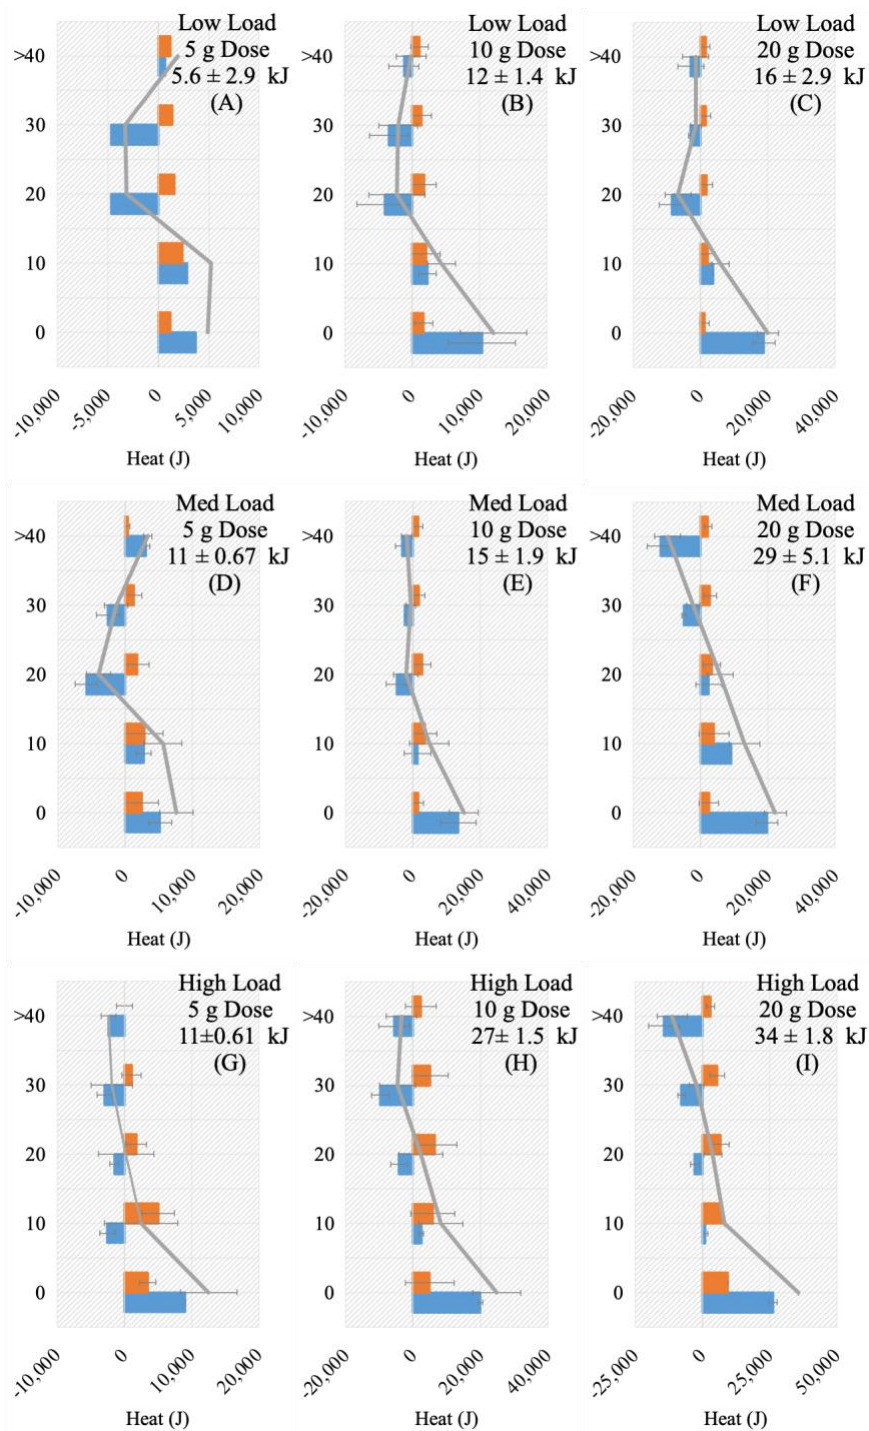 Low Load
5 g Dose
5.6 ± 2.9 kJ
(A)
>40
30
20
10
0
-10,000
-5,000
0
5,000
10,000
Heat (J)
Low Load
10 g Dose
12 ± 1.4 kJ
(B)
>40
30
20
10
0
-10,000
0
10,000
20,000
Heat (J)
Low Load
20 g Dose
16 ± 2.9 kJ
(C)
>40
30
20
10
0
-20,000
0
20,000
40,000
Heat (J)
Med Load
5 g Dose
11 ± 0.67 kJ
(D)
>40
30
20
10
0
-10,000
0
10,000
20,000
Heat (J)
Med Load
10 g Dose
15 ± 1.9 kJ
(E)
>40
30
20
10
0
-20,000
0
20,000
40,000
Heat (J)
Med Load
20 g Dose
29 ± 5.1 kJ
(F)
>40
30
20
10
0
-20,000
0
20,000
40,000
Heat (J)
High Load
5 g Dose
11±0.61 kJ
(G)
>40
30
20
10
0
-10,000
0
10,000
20,000
Heat (J)
High Load
10 g Dose
27± 1.5 kJ
(H)
>40
30
20
10
0
-20,000
0
20,000
40,000
Heat (J)
High Load
20 g Dose
34 ± 1.8 kJ
(I)
>40
30
20
10
0
-25,000
0
25,000
50,000
Heat (J)